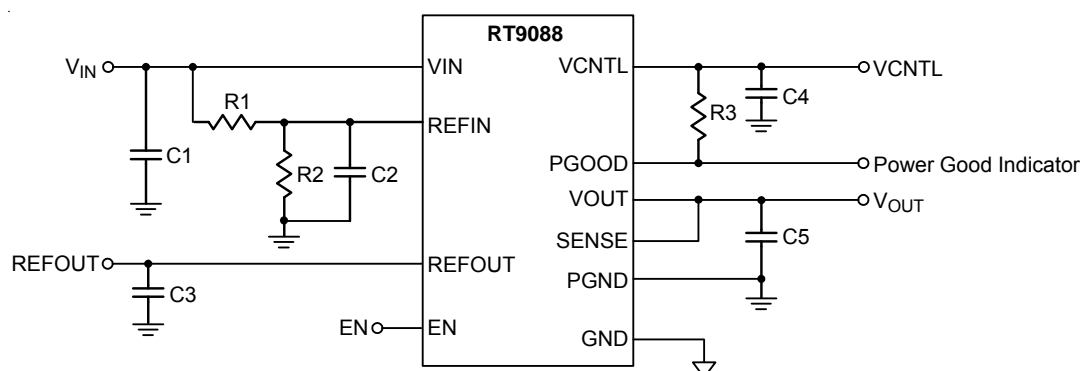 RT9088
VIN
VIN
VCNTL
VCNTL
R1
R3
C4
REFIN
C1
R2
C2
PGOOD
Power Good Indicator
VOUT
VOUT
C5
SENSE
REFOUT
REFOUT
PGND
C3
EN
EN
GND